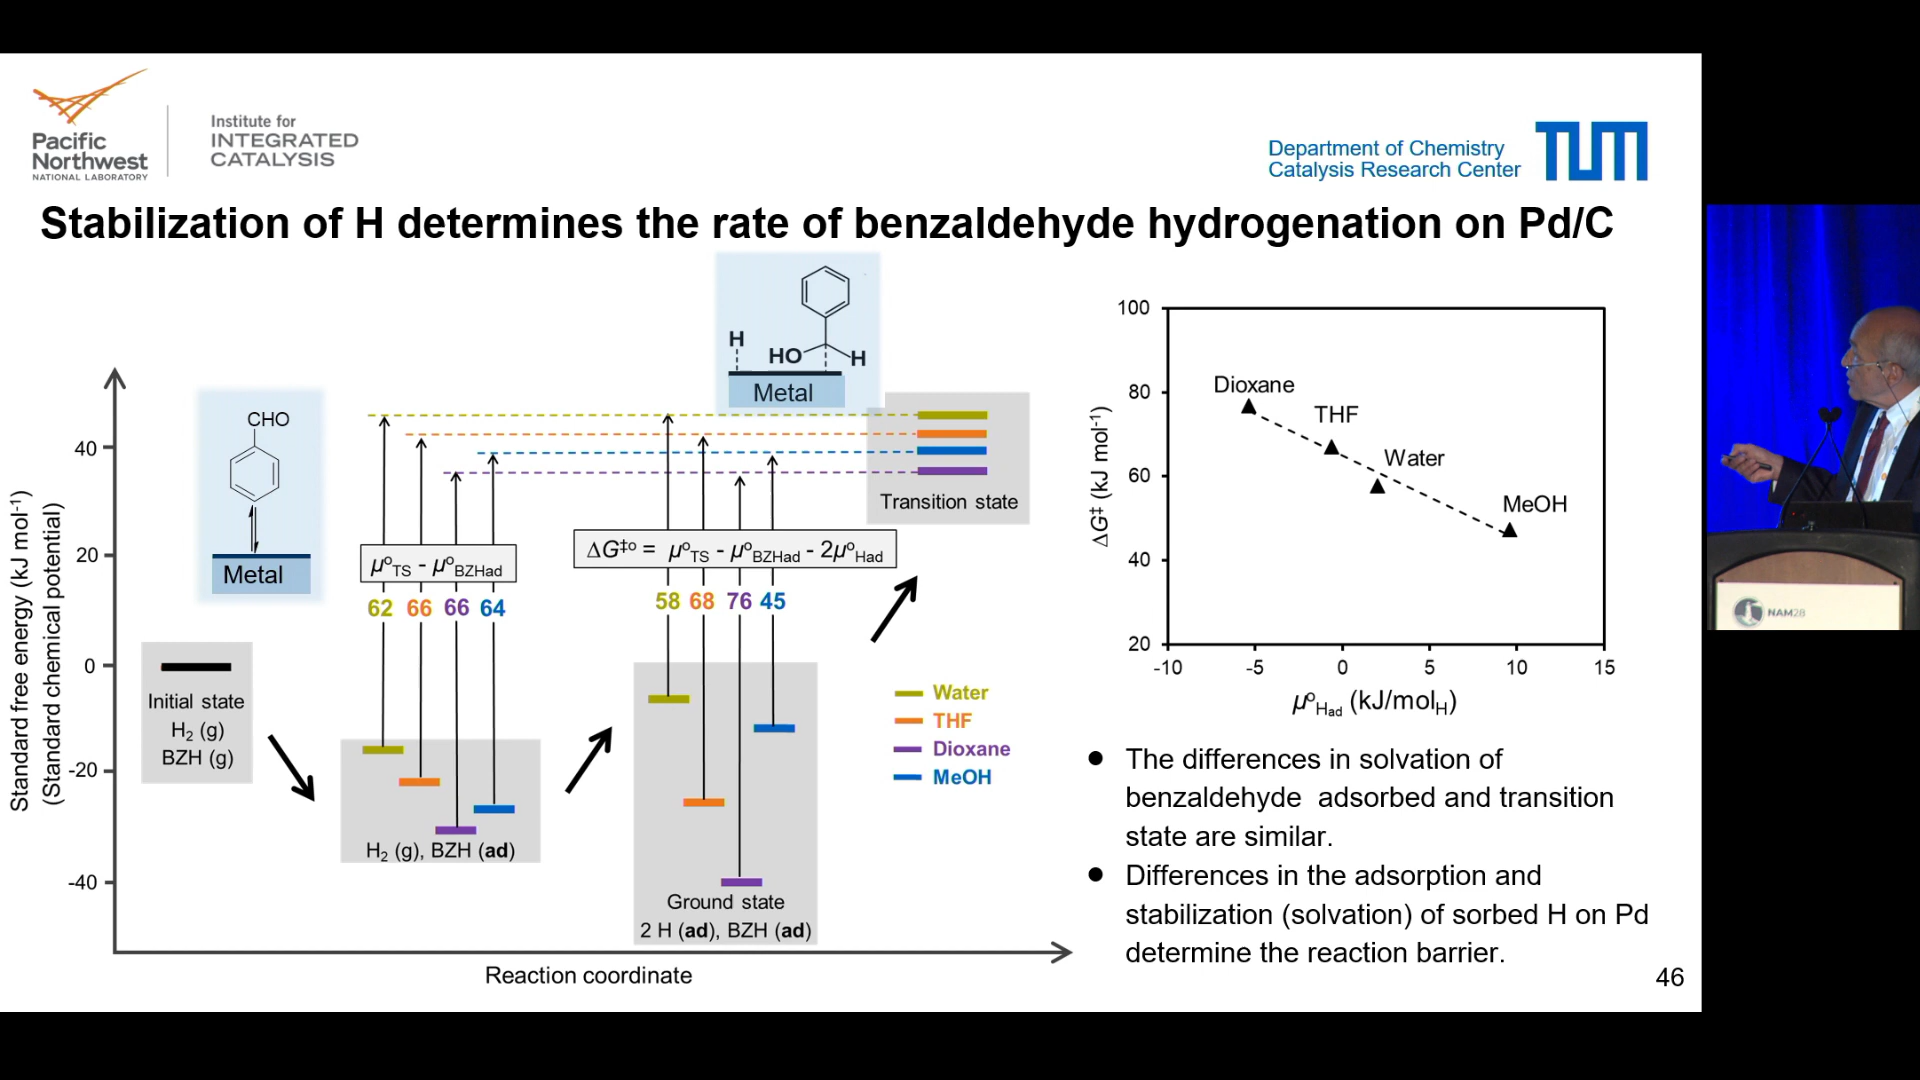 Pacific
Northwest
NATIONAL LABORATORY
Institute for
INTEGRATED
CATALYSIS
Department of Chemistry
Catalysis Research Center
TUM
Stabilization of H determines the rate of benzaldehyde hydrogenation on Pd/C
Standard free energy (kJ mol⁻¹)
(Standard chemical potential)
40
20
0
-20
-40
CHO
Metal
H
HO
H
Metal
Transition state
μ°TS - μ°BZHad
62 66 66 64
ΔG‡° = μ°TS - μ°BZHad - 2μ°Had
58 68 76 45
Initial state
H₂ (g)
BZH (g)
H₂ (g), BZH (ad)
Ground state
2 H (ad), BZH (ad)
Water
THF
Dioxane
MeOH
Reaction coordinate
ΔG‡ (kJ mol⁻¹)
100
80
60
40
20
Dioxane
THF
Water
MeOH
-10 -5 0 5 10 15
μ°Had (kJ/molH)
● The differences in solvation of
benzaldehyde adsorbed and transition
state are similar.
● Differences in the adsorption and
stabilization (solvation) of sorbed H on Pd
determine the reaction barrier.
46
NAM28